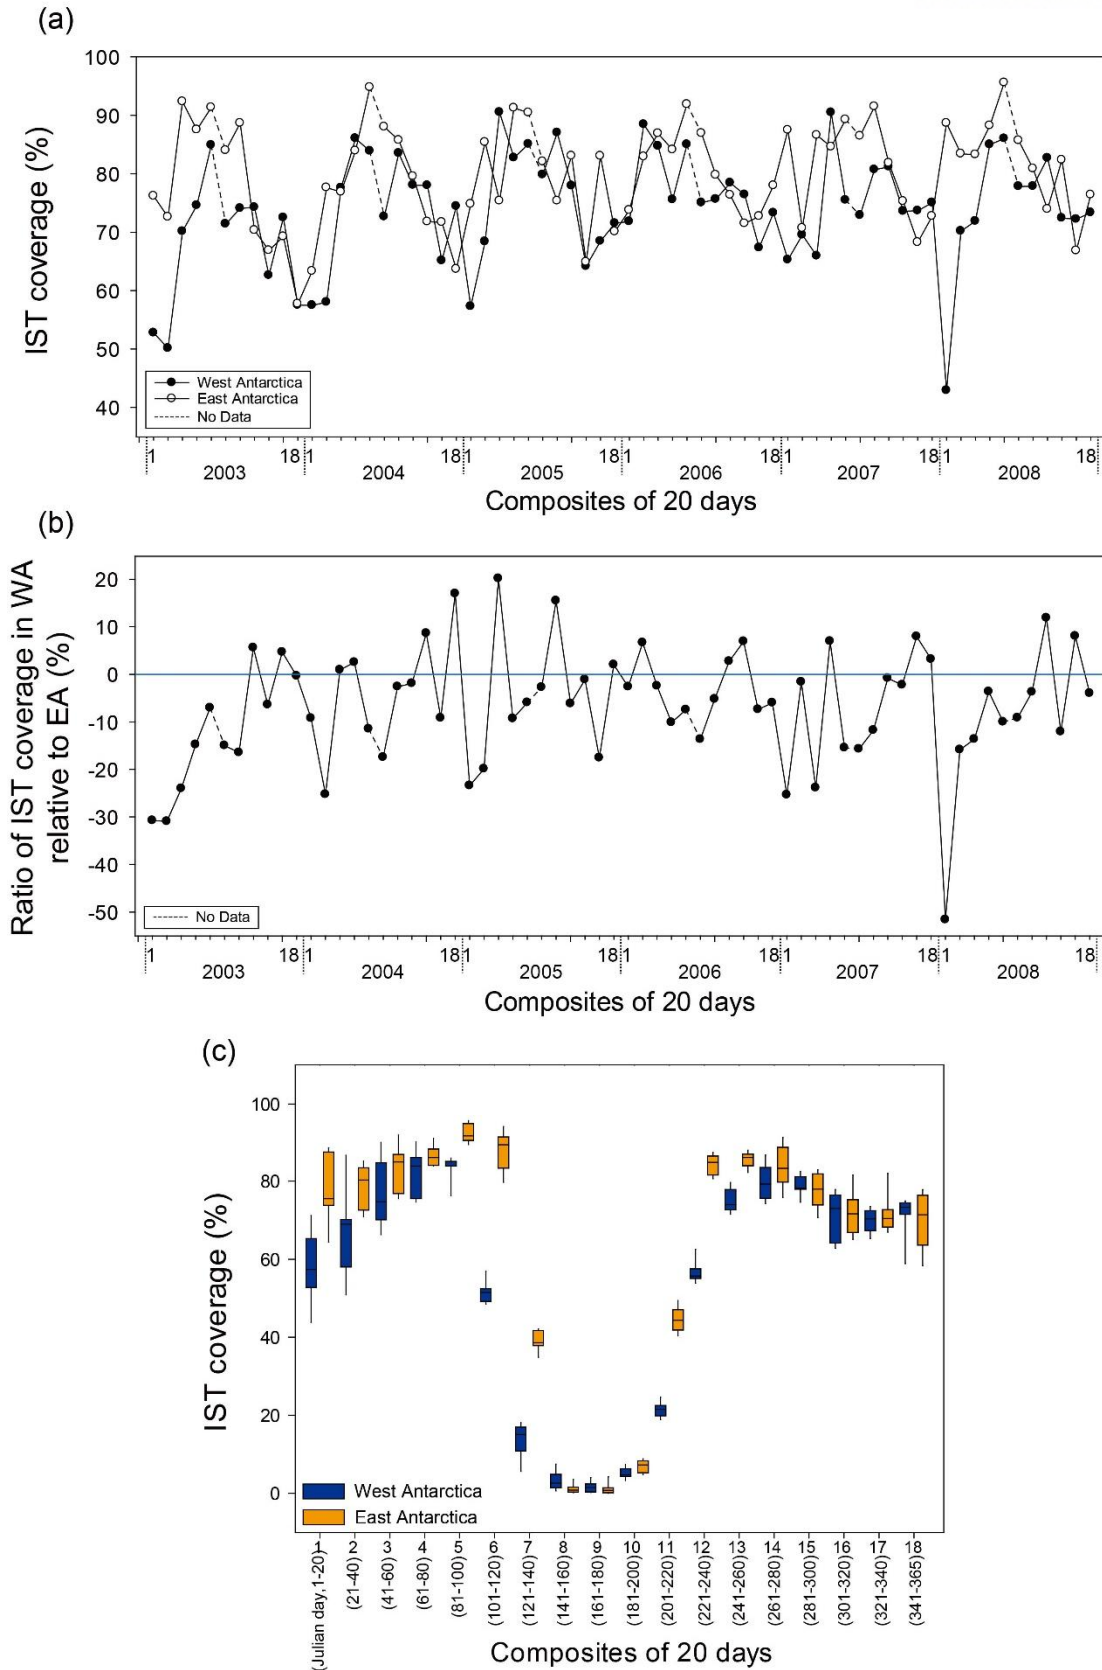 (a)
IST coverage (%)
100
90
80
70
60
50
40
West Antarctica
East Antarctica
No Data
1 18 1 18 1 18 1 18 1 18 1 18
2003 2004 2005 2006 2007 2008
Composites of 20 days
(b)
Ratio of IST coverage in WA
relative to EA (%)
20
10
0
-10
-20
-30
-40
-50
No Data
1 18 1 18 1 18 1 18 1 18 1 18
2003 2004 2005 2006 2007 2008
Composites of 20 days
(c)
IST coverage (%)
100
80
60
40
20
0
West Antarctica
East Antarctica
1 2 3 4 5 6 7 8 9 10 11 12 13 14 15 16 17 18
(Julian day,1-20)
(21-40)
(41-60)
(61-80)
(81-100)
(101-120)
(121-140)
(141-160)
(161-180)
(181-200)
(201-220)
(221-240)
(241-260)
(261-280)
(281-300)
(301-320)
(321-340)
(341-365)
Composites of 20 days